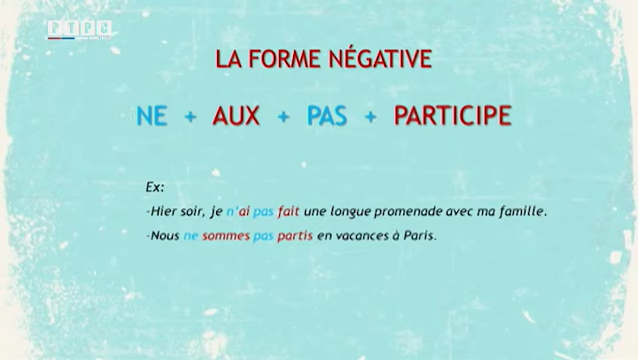 РТРС
LA FORME NÉGATIVE
NE + AUX + PAS + PARTICIPE
Ex:
-Hier soir, je n'ai pas fait une longue promenade avec ma famille.
-Nous ne sommes pas partis en vacances à Paris.